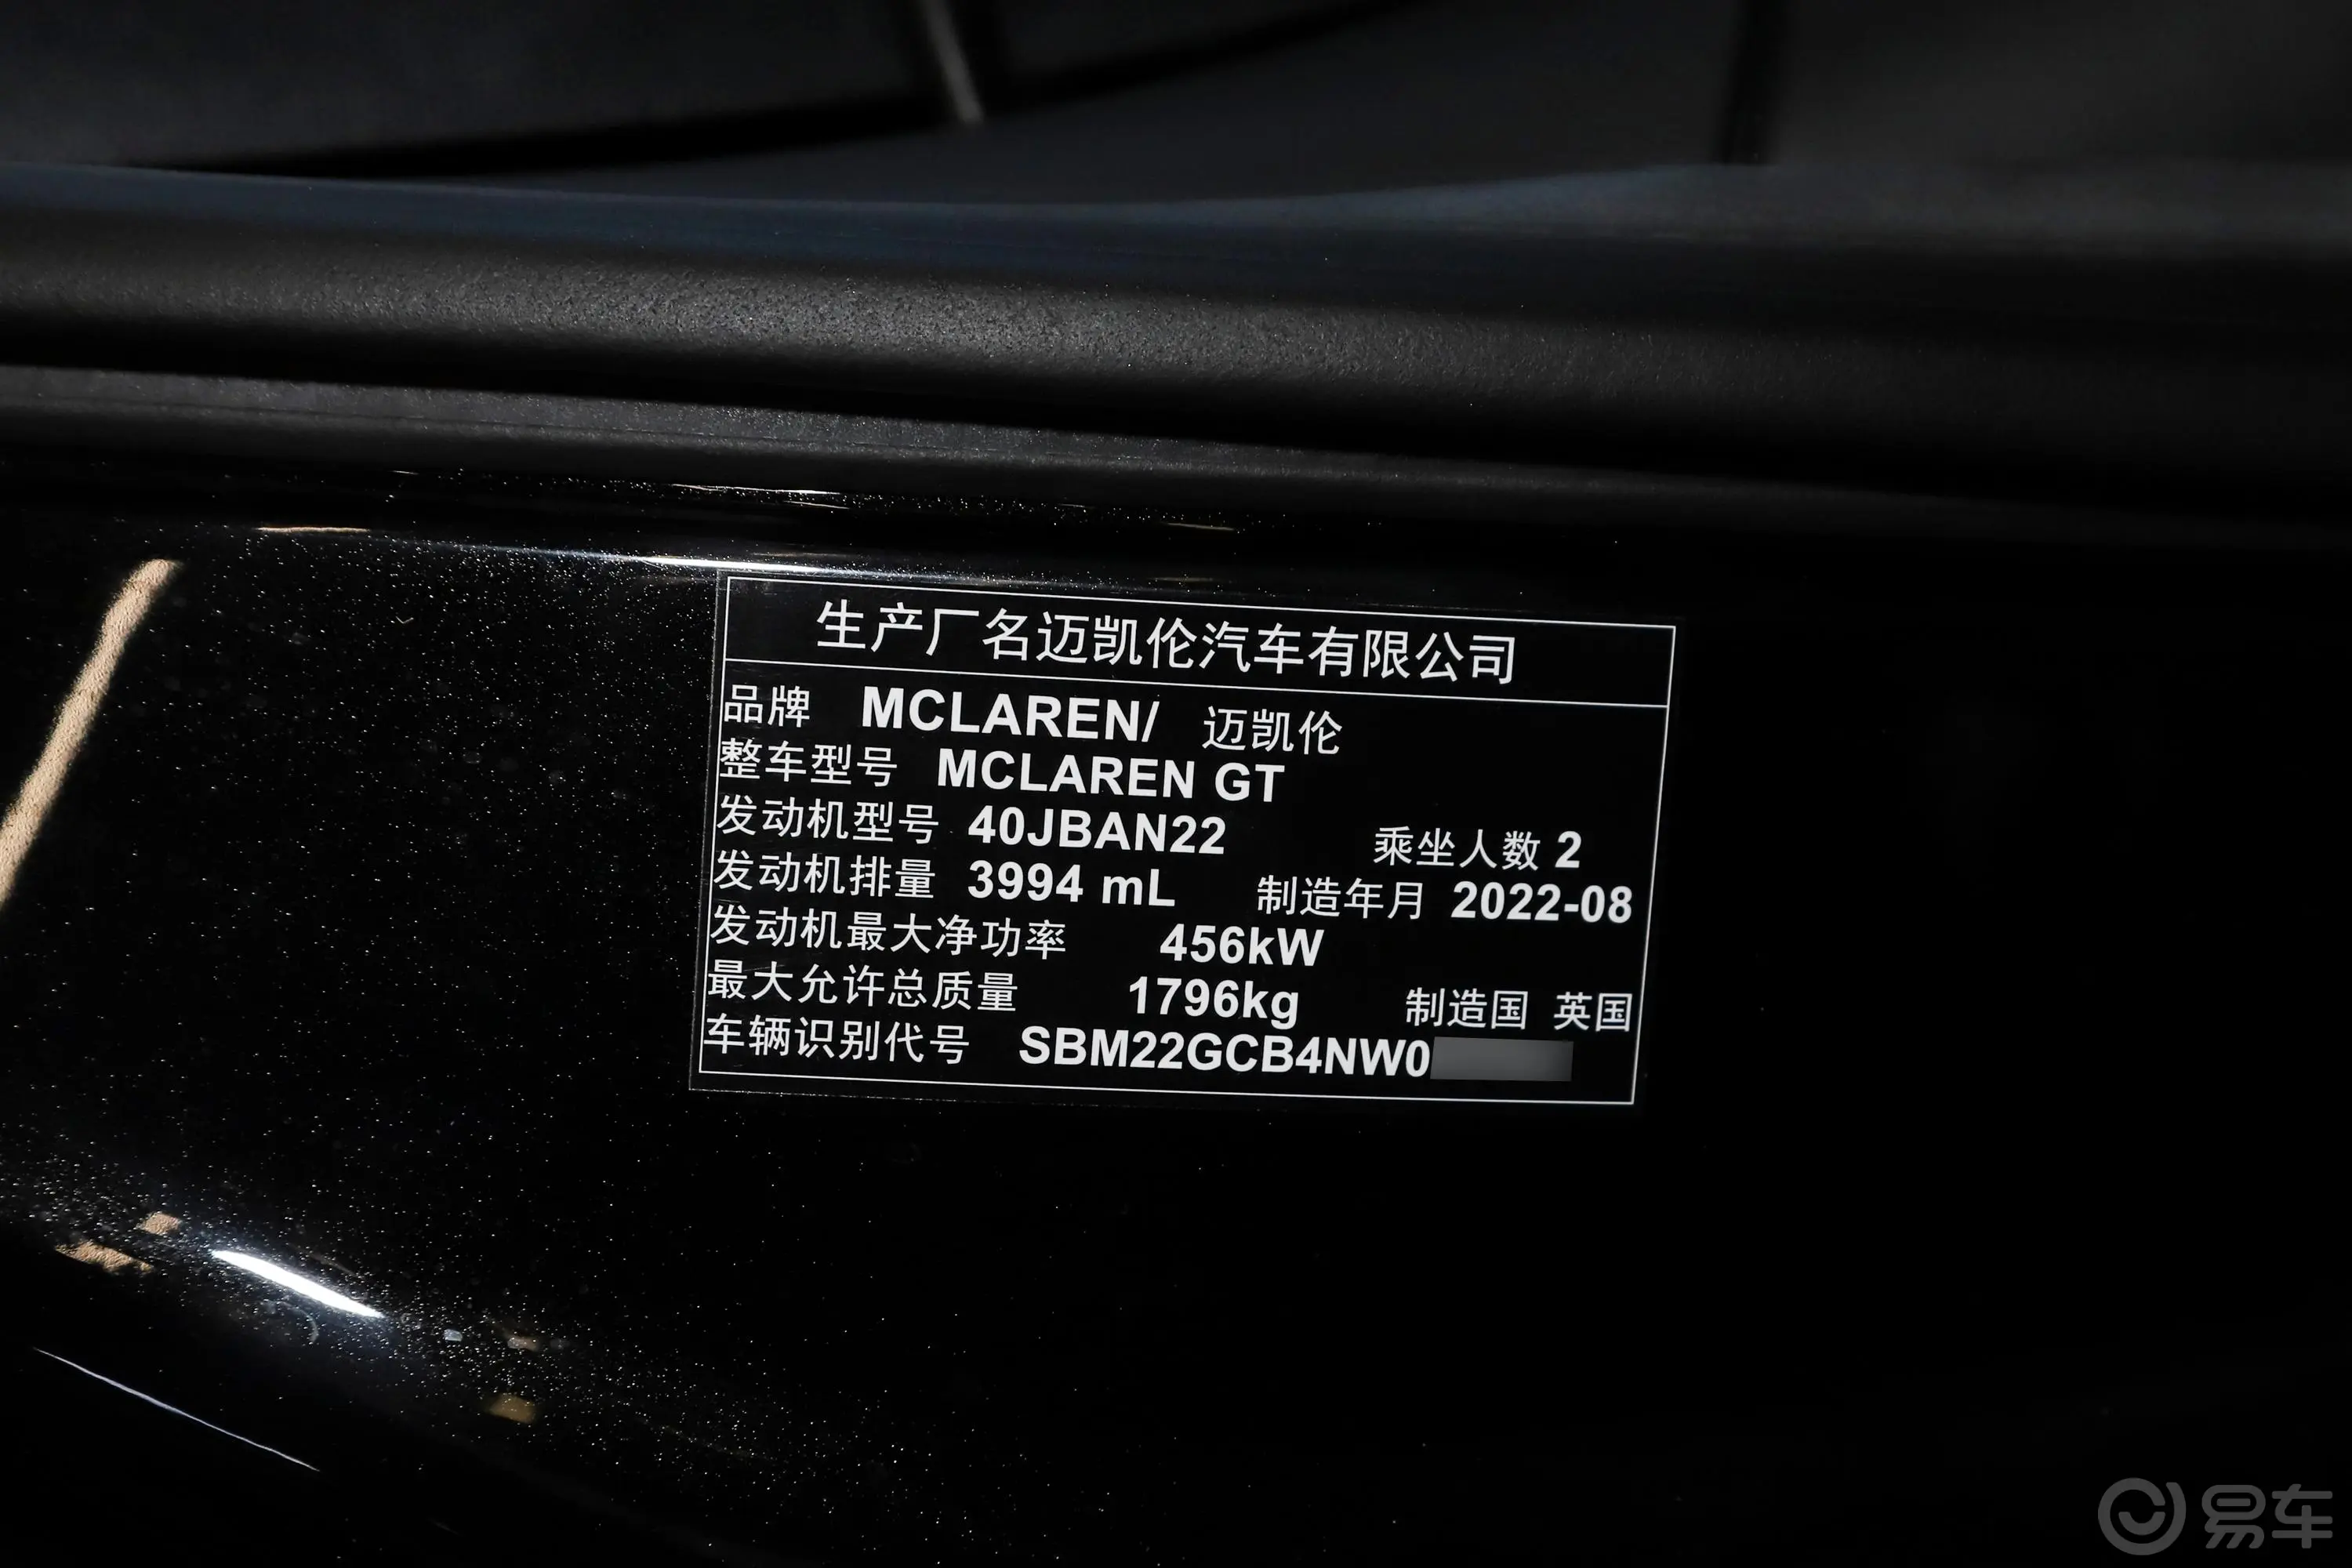 生产厂名迈凯伦汽车有限公司
品牌 MCLAREN/ 迈凯伦
整车型号 MCLAREN GT
发动机型号 40JBAN22 乘坐人数 2
发动机排量 3994 mL 制造年月 2022-08
发动机最大净功率 456kW
最大允许总质量 1796kg 制造国 英国
车辆识别代号 SBM22GCB4NW0
易车